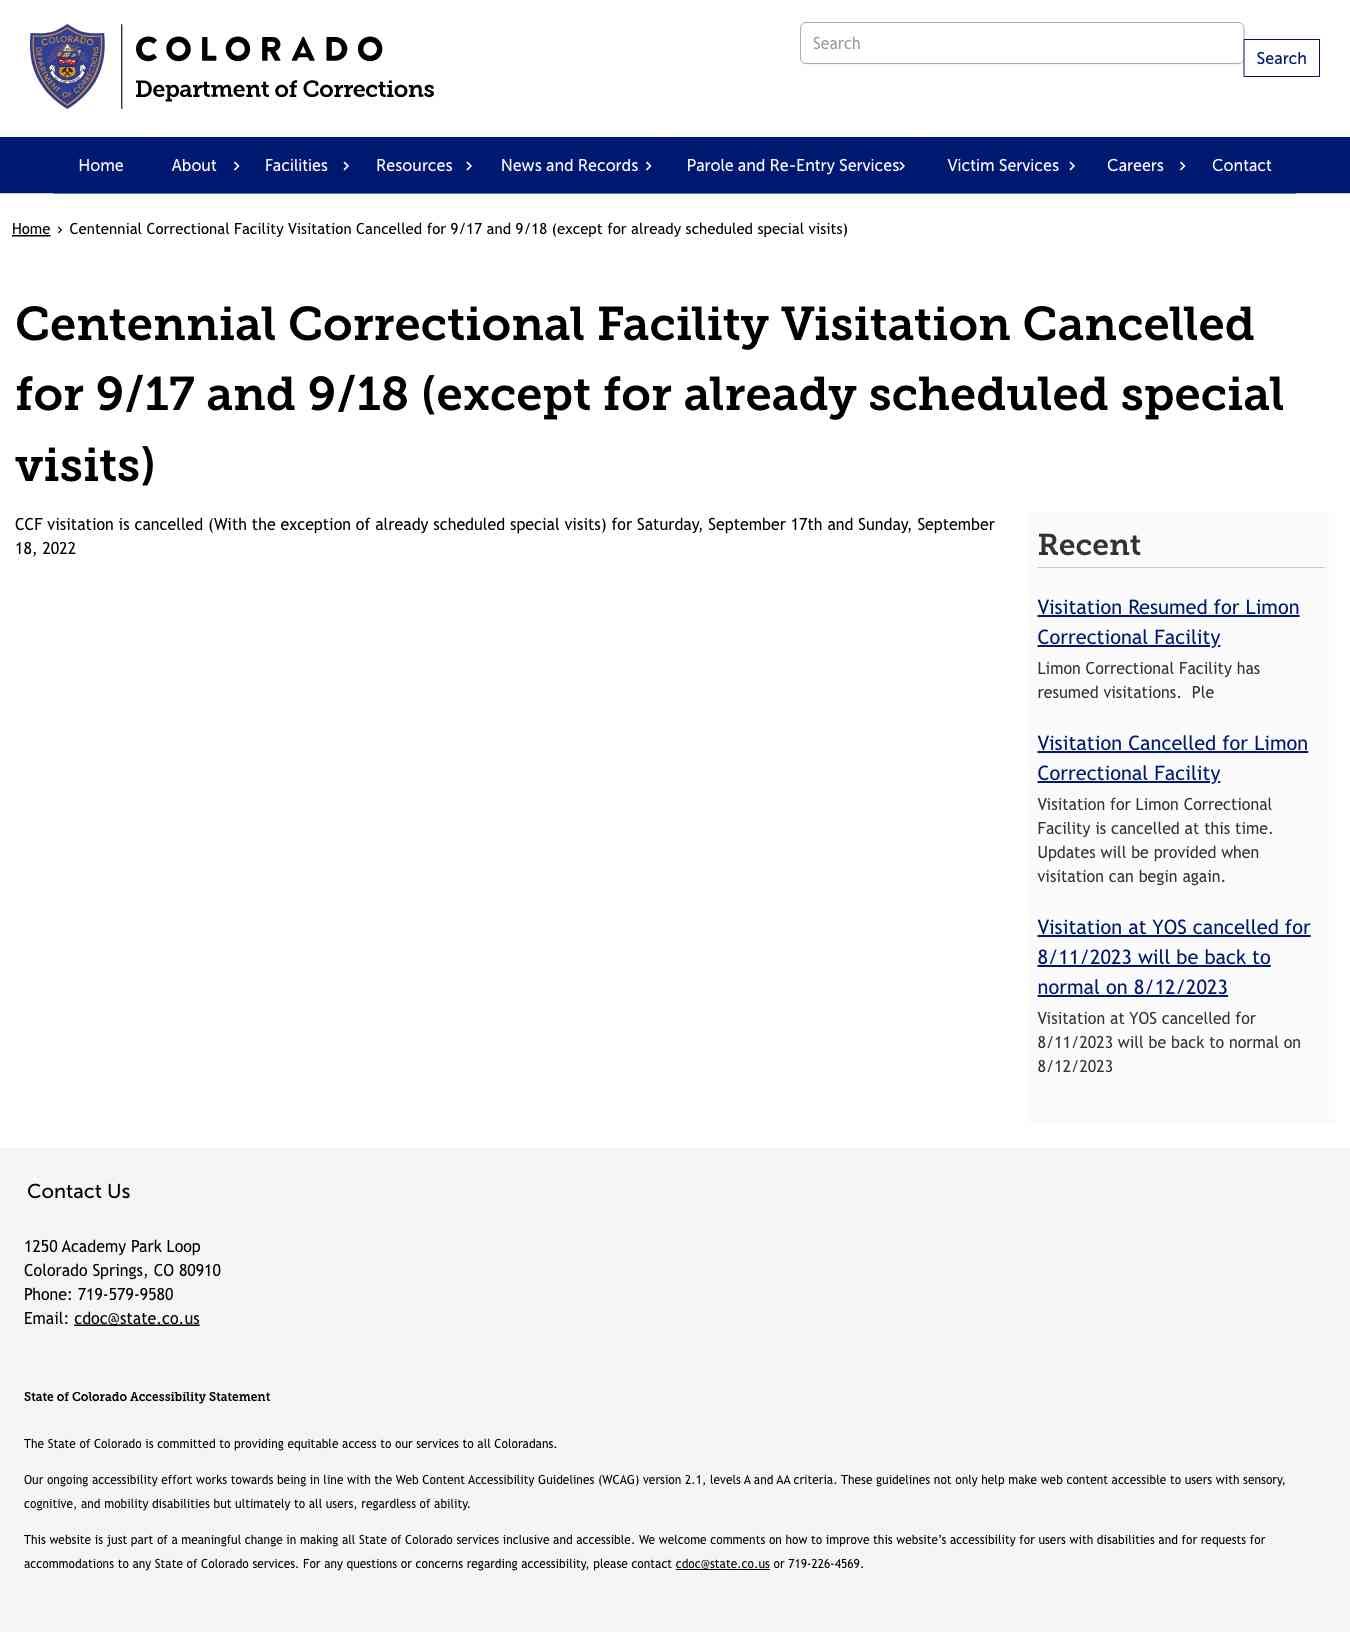 COLORADO
Department of Corrections
Search
Search
Home
About
Facilities
Resources
News and Records
Parole and Re-Entry Services
Victim Services
Careers
Contact
Home › Centennial Correctional Facility Visitation Cancelled for 9/17 and 9/18 (except for already scheduled special visits)
Centennial Correctional Facility Visitation Cancelled
for 9/17 and 9/18 (except for already scheduled special
visits)
CCF visitation is cancelled (With the exception of already scheduled special visits) for Saturday, September 17th and Sunday, September
18, 2022
Recent
Visitation Resumed for Limon
Correctional Facility
Limon Correctional Facility has
resumed visitations.  Ple
Visitation Cancelled for Limon
Correctional Facility
Visitation for Limon Correctional
Facility is cancelled at this time.
Updates will be provided when
visitation can begin again.
Visitation at YOS cancelled for
8/11/2023 will be back to
normal on 8/12/2023
Visitation at YOS cancelled for
8/11/2023 will be back to normal on
8/12/2023
Contact Us
1250 Academy Park Loop
Colorado Springs, CO 80910
Phone: 719-579-9580
Email: cdoc@state.co.us
State of Colorado Accessibility Statement
The State of Colorado is committed to providing equitable access to our services to all Coloradans.
Our ongoing accessibility effort works towards being in line with the Web Content Accessibility Guidelines (WCAG) version 2.1, levels A and AA criteria. These guidelines not only help make web content accessible to users with sensory,
cognitive, and mobility disabilities but ultimately to all users, regardless of ability.
This website is just part of a meaningful change in making all State of Colorado services inclusive and accessible. We welcome comments on how to improve this website’s accessibility for users with disabilities and for requests for
accommodations to any State of Colorado services. For any questions or concerns regarding accessibility, please contact cdoc@state.co.us or 719-226-4569.